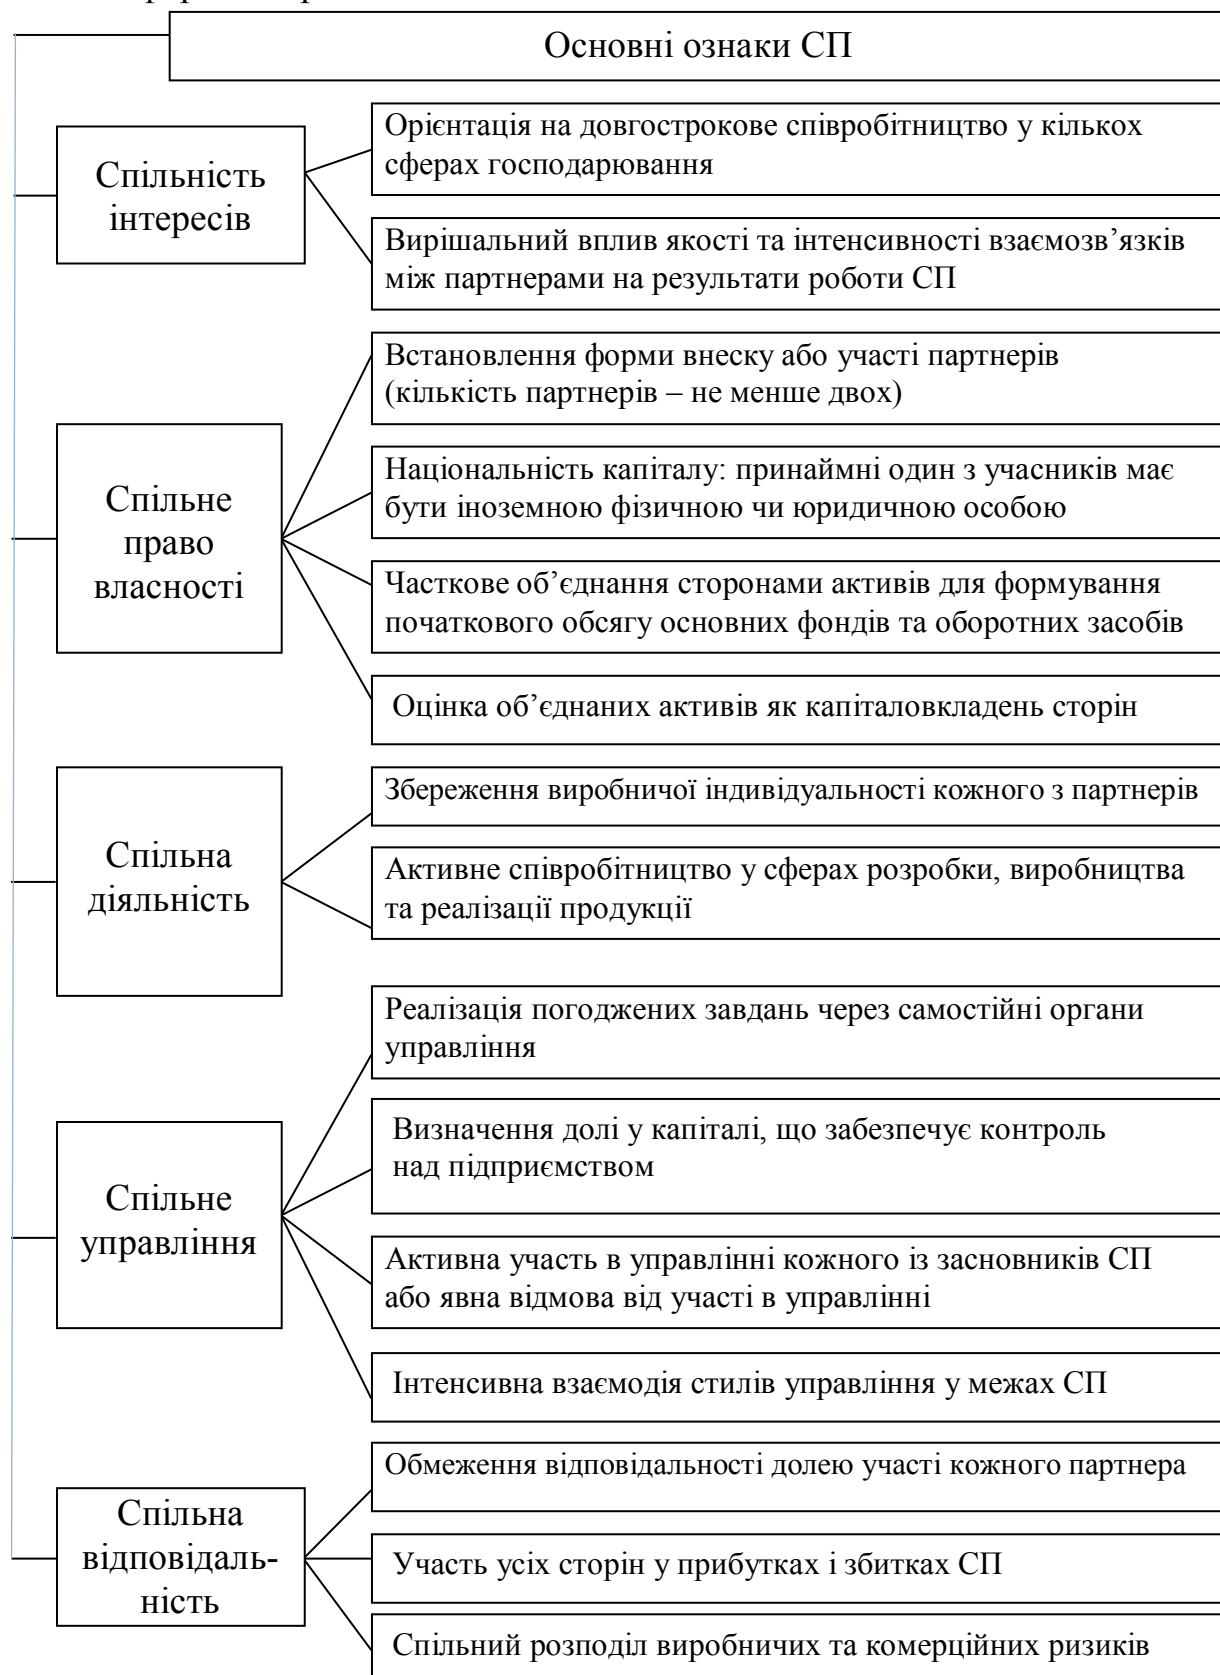 Основні ознаки СП
Спільність
інтересів
Орієнтація на довгострокове співробітництво у кількох
сферах господарювання
Вирішальний вплив якості та інтенсивності взаємозв’язків
між партнерами на результати роботи СП
Спільне
право
власності
Встановлення форми внеску або участі партнерів
(кількість партнерів – не менше двох)
Національність капіталу: принаймні один з учасників має
бути іноземною фізичною чи юридичною особою
Часткове об’єднання сторонами активів для формування
початкового обсягу основних фондів та оборотних засобів
Оцінка об’єднаних активів як капіталовкладень сторін
Спільна
діяльність
Збереження виробничої індивідуальності кожного з партнерів
Активне співробітництво у сферах розробки, виробництва
та реалізації продукції
Спільне
управління
Реалізація погоджених завдань через самостійні органи
управління
Визначення долі у капіталі, що забезпечує контроль
над підприємством
Активна участь в управлінні кожного із засновників СП
або явна відмова від участі в управлінні
Інтенсивна взаємодія стилів управління у межах СП
Спільна
відповідаль-
ність
Обмеження відповідальності долею участі кожного партнера
Участь усіх сторін у прибутках і збитках СП
Спільний розподіл виробничих та комерційних ризиків